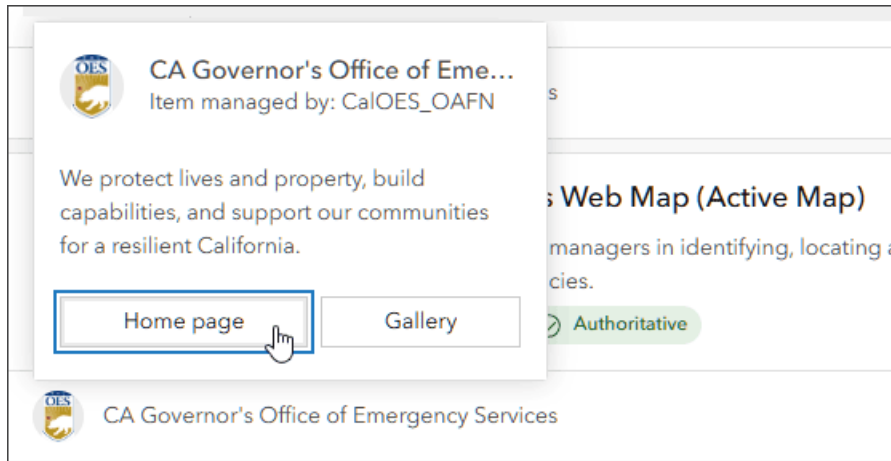 OES
CA Governor's Office of Eme...
Item managed by: CalOES_OAFN
s
We protect lives and property, build
capabilities, and support our communities
for a resilient California.
s Web Map (Active Map)
managers in identifying, locating a
cies.
Home page
Gallery
Authoritative
OES
CA Governor's Office of Emergency Services